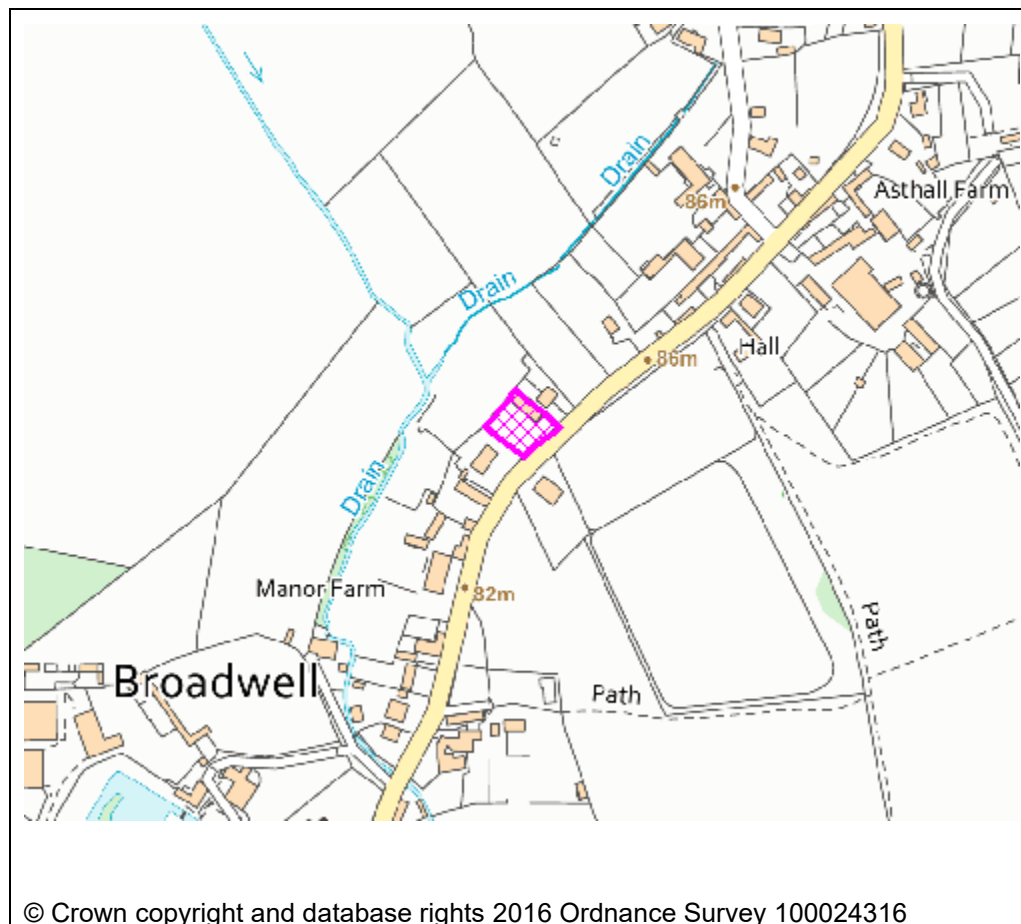 Drain
86m
Asthall Farm
Drain
Hall
86m
Drain
Manor Farm
82m
Path
Broadwell
Path
© Crown copyright and database rights 2016 Ordnance Survey 100024316